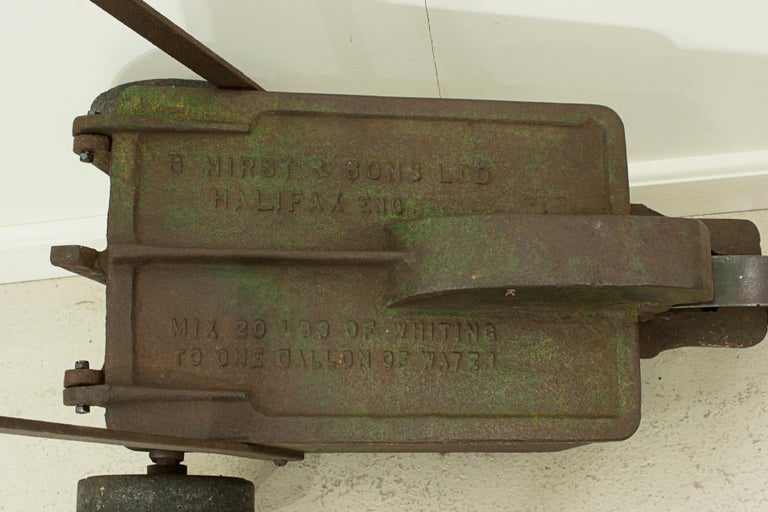 B HIRST & SONS LTD
HALIFAX ENG
MIX 20 LBS OF WHITING
TO ONE GALLON OF WATER